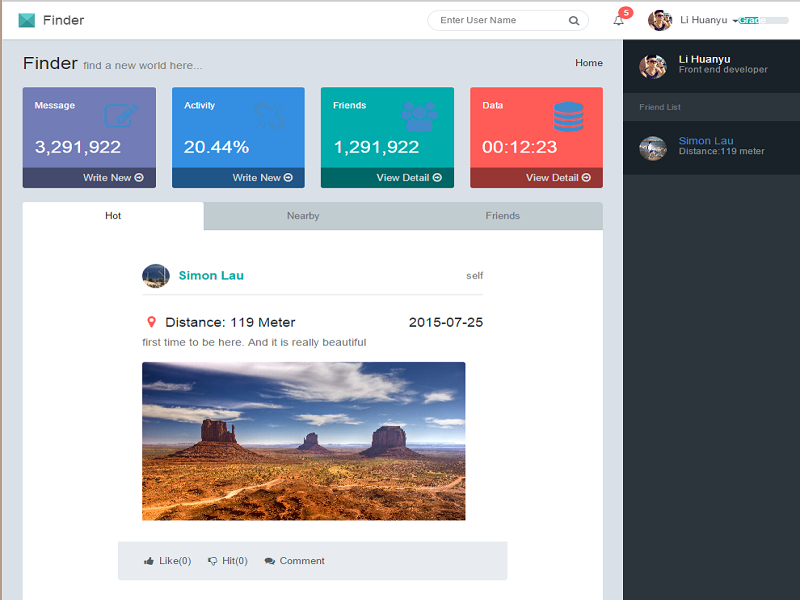 Finder
Enter User Name
5
Li Huanyu
Grad
Finder find a new world here...
Home
Message
3,291,922
Write New
Activity
20.44%
Write New
Friends
1,291,922
View Detail
Data
00:12:23
View Detail
Hot
Nearby
Friends
Simon Lau
self
Distance: 119 Meter
2015-07-25
first time to be here. And it is really beautiful
Like(0)
Hit(0)
Comment
Li Huanyu
Front end developer
Friend List
Simon Lau
Distance:119 meter